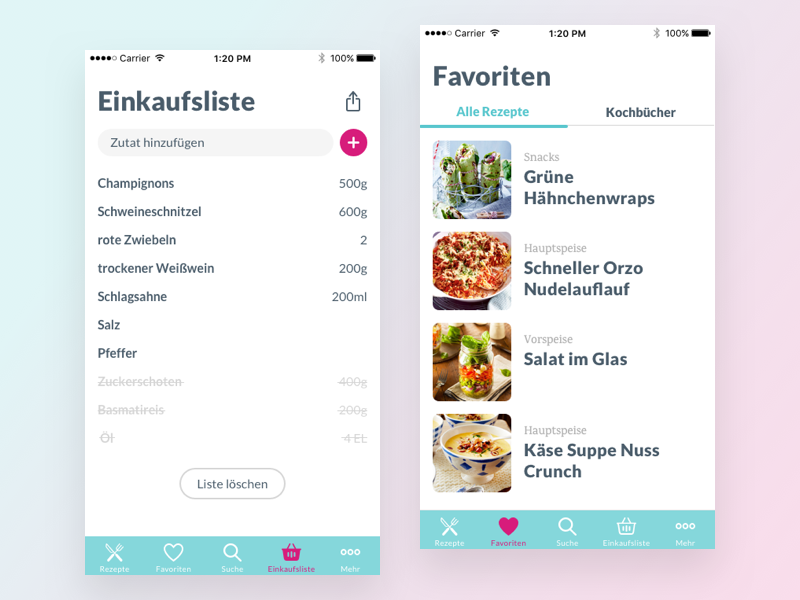 Carrier
1:20 PM
100%
Einkaufsliste
Zutat hinzufügen
Champignons 500g
Schweineschnitzel 600g
rote Zwiebeln 2
trockener Weißwein 200g
Schlagsahne 200ml
Salz
Pfeffer
Zuckerschoten 400g
Basmatireis 200g
Öl 4 EL
Liste löschen
Rezepte
Favoriten
Suche
Einkaufsliste
Mehr
Carrier
1:20 PM
100%
Favoriten
Alle Rezepte
Kochbücher
Snacks
Grüne
Hähnchenwraps
Hauptspeise
Schneller Orzo
Nudelauflauf
Vorspeise
Salat im Glas
Hauptspeise
Käse Suppe Nuss
Crunch
Rezepte
Favoriten
Suche
Einkaufsliste
Mehr